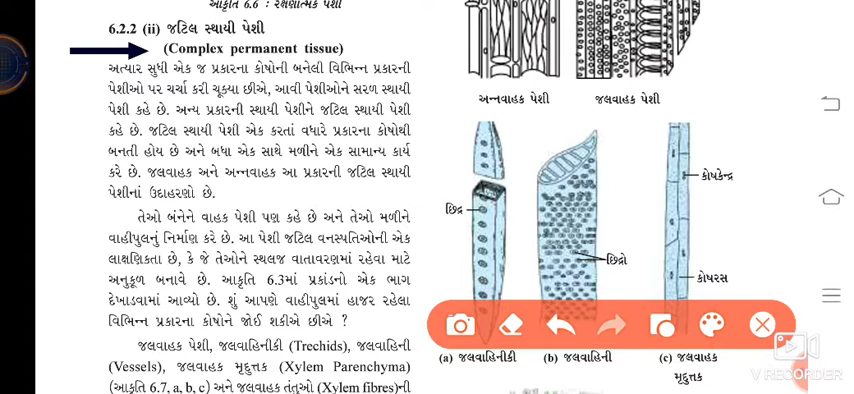 આકૃતિ 6.6 : રક્ષણાત્મક પેશી
6.2.2 (ii) જટિલ સ્થાયી પેશી
(Complex permanent tissue)
અત્યાર સુધી એક જ પ્રકારના કોષોની બનેલી વિભિન્ન પ્રકારની
પેશીઓ પર ચર્ચા કરી ચૂક્યા છીએ, આવી પેશીઓને સરળ સ્થાયી
પેશી કહે છે. અન્ય પ્રકારની સ્થાયી પેશીને જટિલ સ્થાયી પેશી
કહે છે. જટિલ સ્થાયી પેશી એક કરતાં વધારે પ્રકારના કોષોથી
બનતી હોય છે અને બધા એક સાથે મળીને એક સામાન્ય કાર્ય
કરે છે. જલવાહક અને અન્નવાહક આ પ્રકારની જટિલ સ્થાયી
પેશીનાં ઉદાહરણો છે.
તેઓ બંનેને વાહક પેશી પણ કહે છે અને તેઓ મળીને
વાહીપુલનું નિર્માણ કરે છે. આ પેશી જટિલ વનસ્પતિઓની એક
લાક્ષણિકતા છે, કે જે તેઓને સ્થલજ વાતાવરણમાં રહેવા માટે
અનુકૂળ બનાવે છે. આકૃતિ 6.3માં પ્રકાંડનો એક ભાગ
દેખાડવામાં આવ્યો છે. શું આપણે વાહીપુલમાં હાજર રહેલા
વિભિન્ન પ્રકારના કોષોને જોઈ શકીએ છીએ ?
જલવાહક પેશી, જલવાહિનીકી (Trechids), જલવાહિની
(Vessels), જલવાહક મૃદુત્તક (Xylem Parenchyma)
(આકૃતિ 6.7, a, b, c) અને જલવાહક તંતુઓ (Xylem fibres)ની
અન્નવાહક પેશી
જલવાહક પેશી
છિદ્ર
છિદ્રો
કોષકેન્દ્ર
કોષરસ
(a) જલવાહિનીકી
(b) જલવાહિની
(c) જલવાહક
મૃદુત્તક
V RECORDER